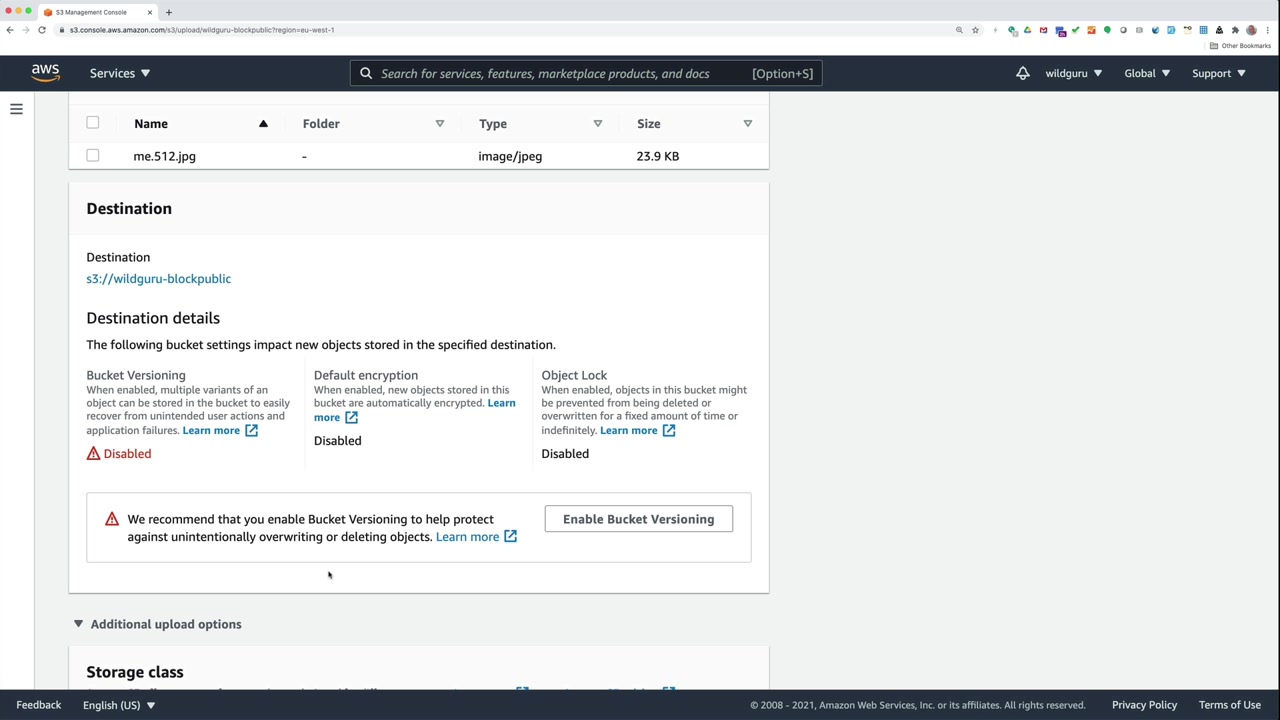 S3 Management Console
s3.console.aws.amazon.com/s3/upload/wildguru-blockpublic?region=eu-west-1
Other Bookmarks
aws
Services
Search for services, features, marketplace products, and docs
[Option+S]
wildguru
Global
Support
Name
Folder
Type
Size
me.512.jpg
-
image/jpeg
23.9 KB
Destination
Destination
s3://wildguru-blockpublic
Destination details
The following bucket settings impact new objects stored in the specified destination.
Bucket Versioning
When enabled, multiple variants of an
object can be stored in the bucket to easily
recover from unintended user actions and
application failures. Learn more
Disabled
Default encryption
When enabled, new objects stored in this
bucket are automatically encrypted. Learn
more
Disabled
Object Lock
When enabled, objects in this bucket might
be prevented from being deleted or
overwritten for a fixed amount of time or
indefinitely. Learn more
Disabled
We recommend that you enable Bucket Versioning to help protect
against unintentionally overwriting or deleting objects. Learn more
Enable Bucket Versioning
Additional upload options
Storage class
Feedback
English (US)
© 2008 - 2021, Amazon Web Services, Inc. or its affiliates. All rights reserved.
Privacy Policy
Terms of Use